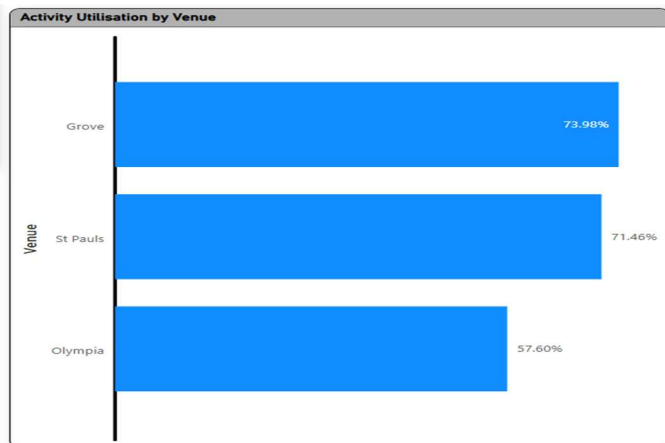 Activity Utilisation by Venue
Venue
Grove
73.98%
St Pauls
71.46%
Olympia
57.60%